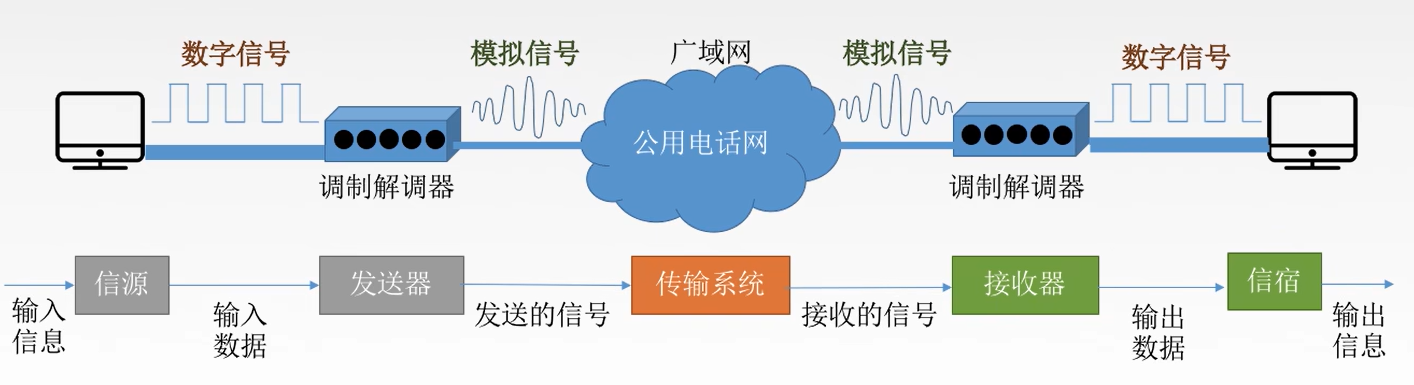 数字信号
模拟信号
广域网
模拟信号
数字信号
公用电话网
调制解调器
调制解调器
信源
发送器
传输系统
接收器
信宿
输入
信息
输入
数据
发送的信号
接收的信号
输出
数据
输出
信息